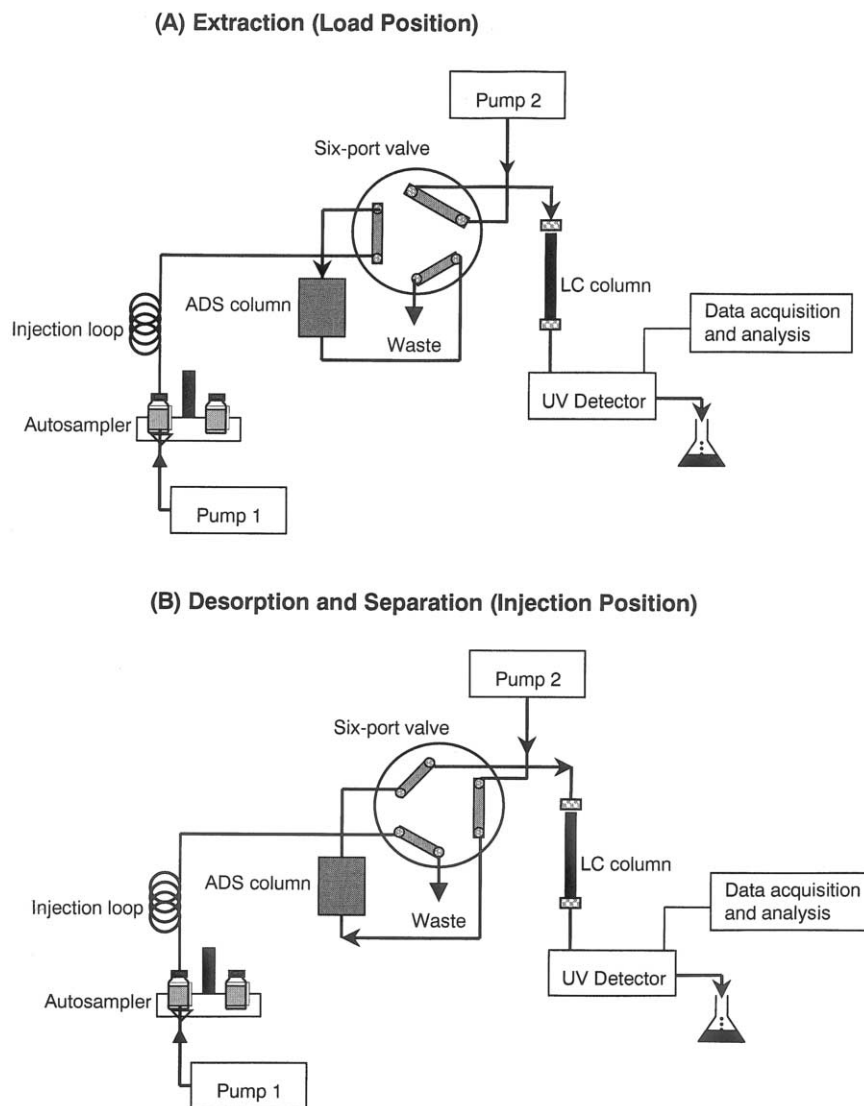 (A) Extraction (Load Position)
Pump 2
Six-port valve
ADS column
LC column
Injection loop
Waste
Data acquisition
and analysis
UV Detector
Autosampler
Pump 1
(B) Desorption and Separation (Injection Position)
Pump 2
Six-port valve
ADS column
LC column
Injection loop
Waste
Data acquisition
and analysis
UV Detector
Autosampler
Pump 1